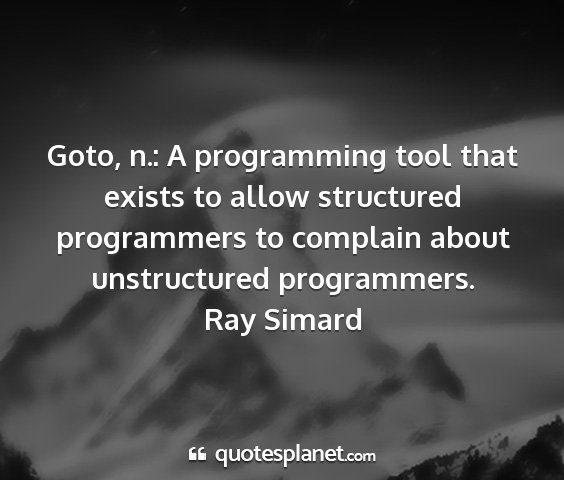 Goto, n.: A programming tool that
exists to allow structured
programmers to complain about
unstructured programmers.
Ray Simard
❝ quotesplanet.com